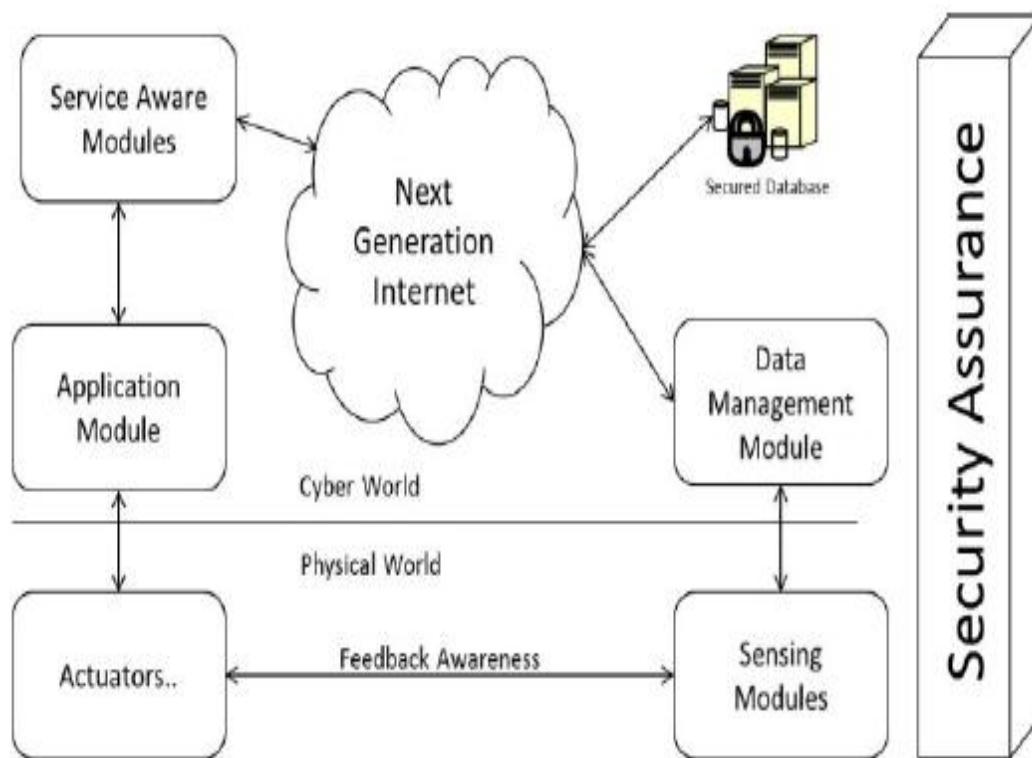 Service Aware
Modules
Next
Generation
Internet
Secured Database
Application
Module
Data
Management
Module
Cyber World
Physical World
Actuators..
Feedback Awareness
Sensing
Modules
Security Assurance